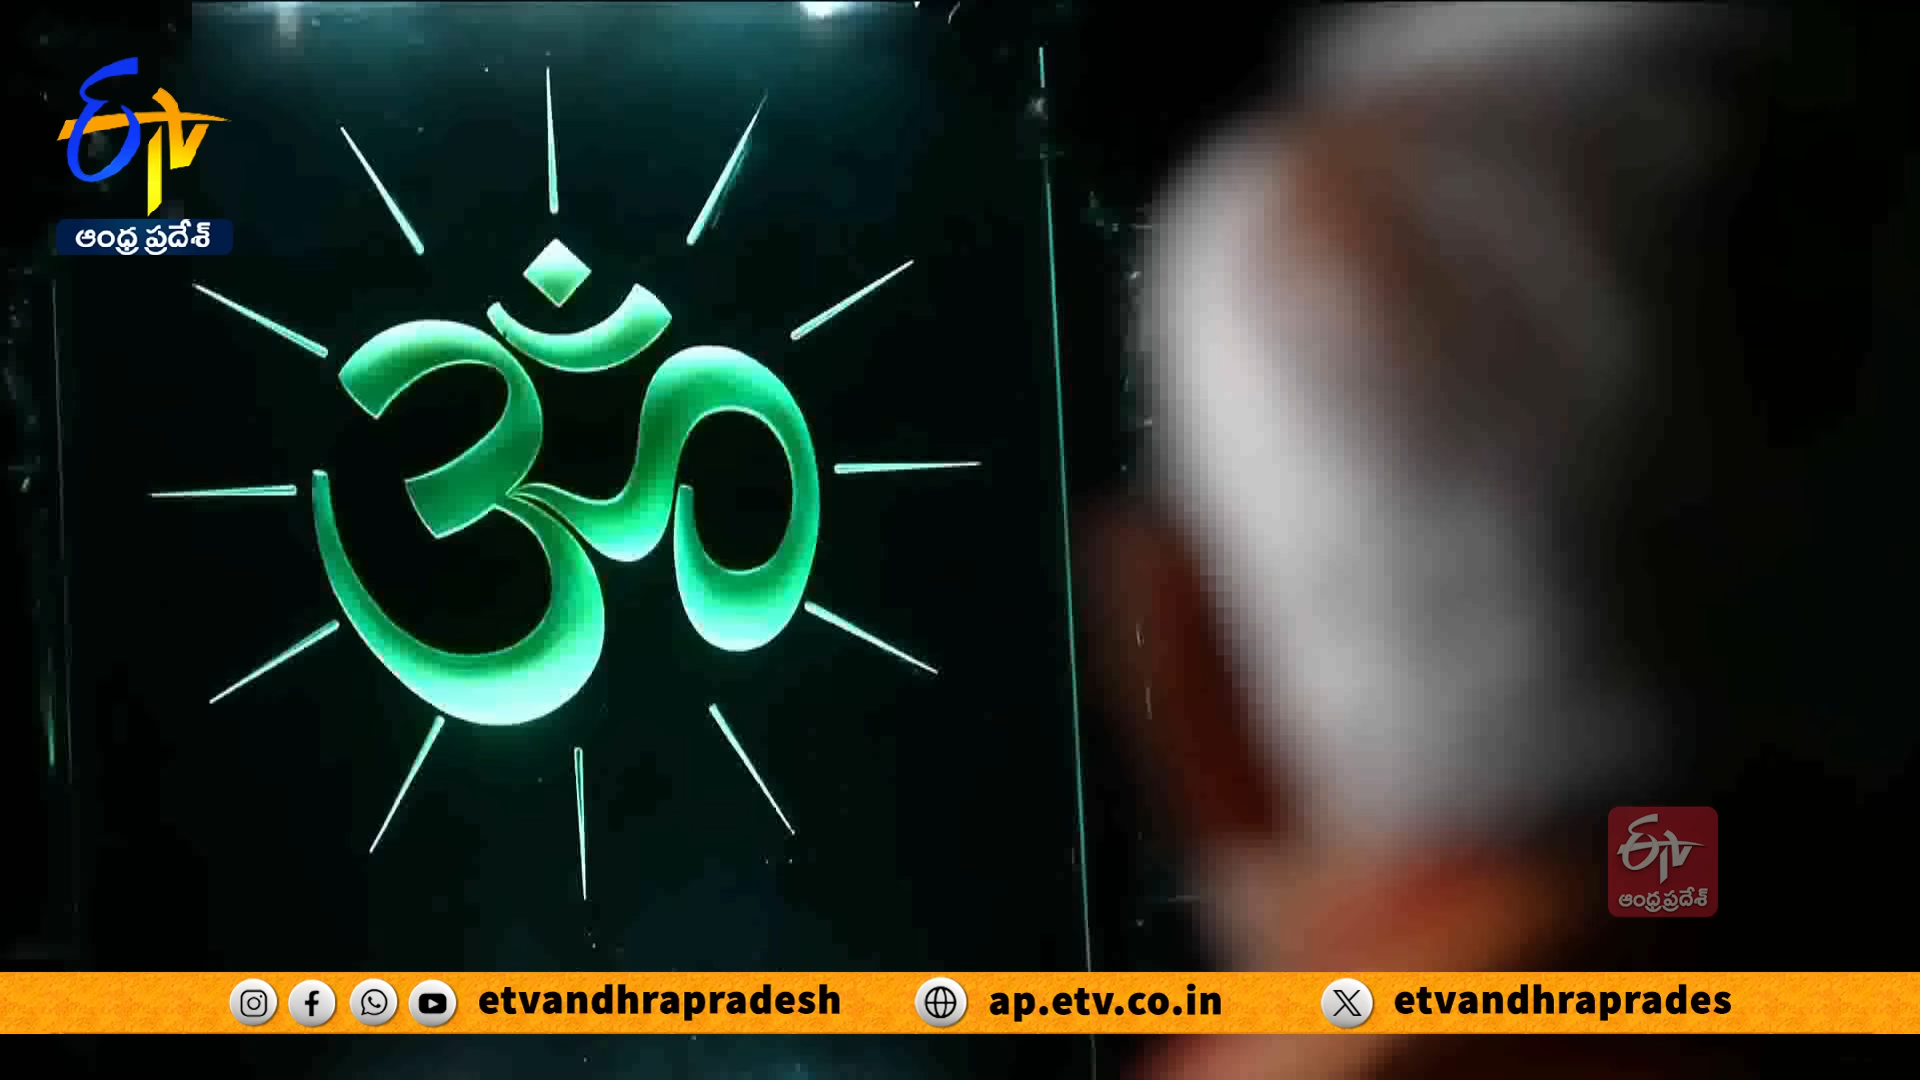 ETV
ఆంధ్ర ప్రదేశ్
ॐ
ETV
ఆంధ్రప్రదేశ్
etvandhrapradesh
ap.etv.co.in
etvandhraprades